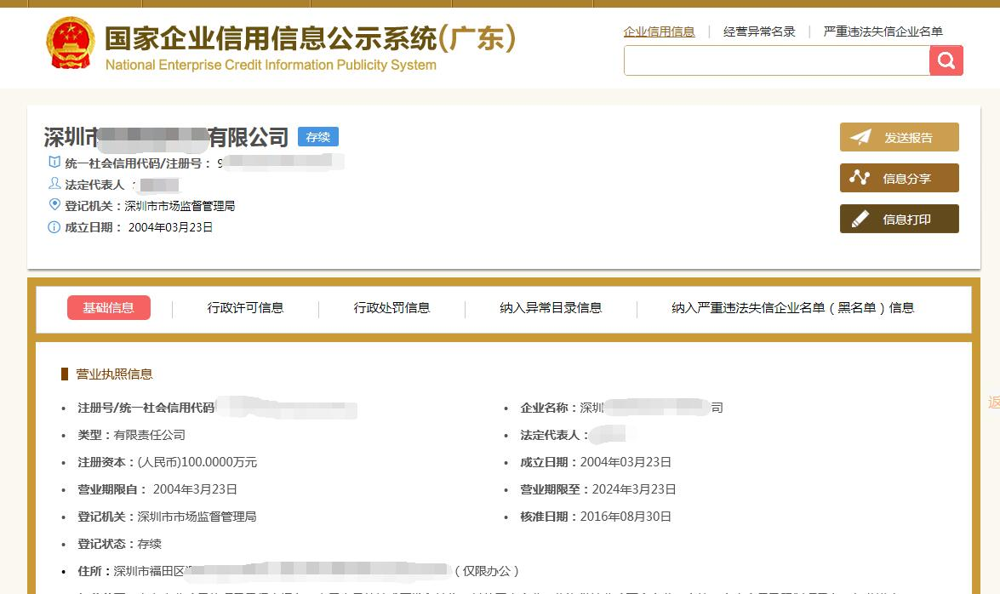 国家企业信用信息公示系统(广东)
National Enterprise Credit Information Publicity System
企业信用信息 经营异常名录 严重违法失信企业名单
深圳市 有限公司 存续
统一社会信用代码/注册号： 9
法定代表人 :
登记机关：深圳市市场监督管理局
成立日期： 2004年03月23日
发送报告
信息分享
信息打印
基础信息 行政许可信息 行政处罚信息 纳入异常目录信息 纳入严重违法失信企业名单（黑名单）信息
营业执照信息
注册号/统一社会信用代码
企业名称：深圳 司
类型：有限责任公司
法定代表人：
注册资本：(人民币)100.0000万元
成立日期：2004年03月23日
营业期限自： 2004年3月23日
营业期限至：2024年3月23日
登记机关：深圳市市场监督管理局
核准日期：2016年08月30日
登记状态：存续
住所：深圳市福田区 （仅限办公）
返